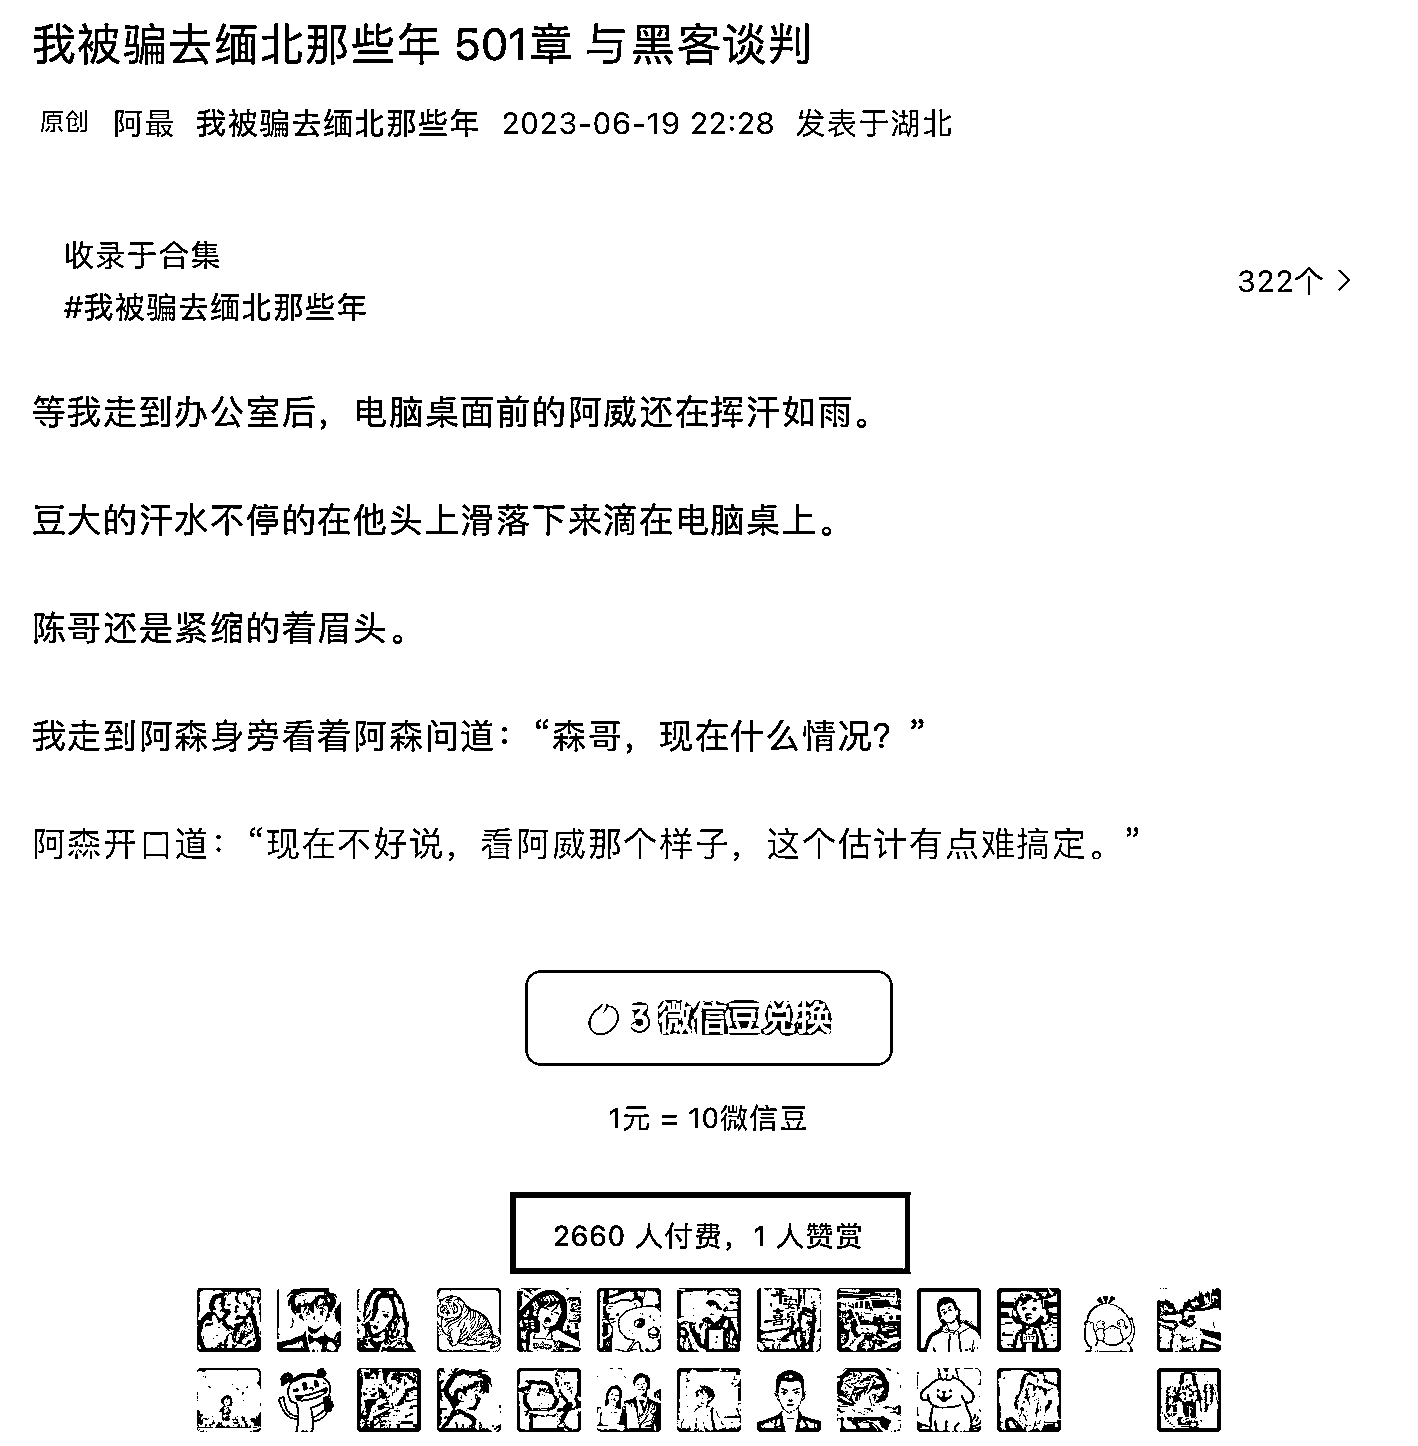 我被骗去缅北那些年 501章 与黑客谈判
原创 阿最 我被骗去缅北那些年 2023-06-19 22:28 发表于湖北
收录于合集
#我被骗去缅北那些年
322个 >
等我走到办公室后，电脑桌面前的阿威还在挥汗如雨。
豆大的汗水不停的在他头上滑落下来滴在电脑桌上。
陈哥还是紧缩的着眉头。
我走到阿森身旁看着阿森问道：“森哥，现在什么情况？”
阿森开口道：“现在不好说，看阿威那个样子，这个估计有点难搞定。”
3 微信豆兑换
1元 = 10微信豆
2660 人付费，1 人赞赏